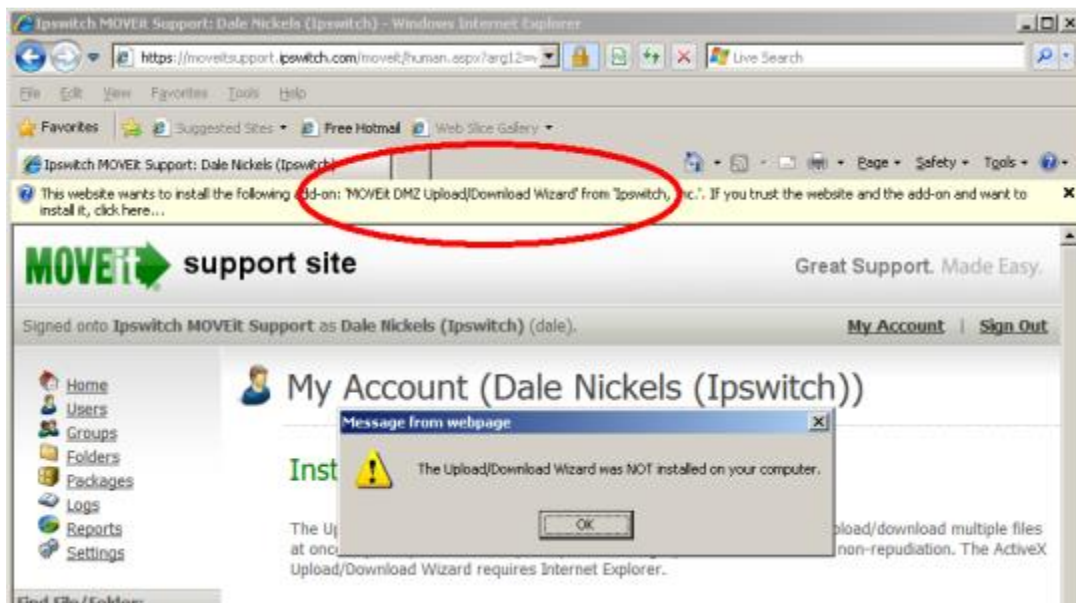 Ipswitch MOVEit Support: Dale Nickels (Ipswitch) - Windows Internet Explorer
https://moveitsupport.ipswitch.com/moveit/human.aspx?arg12=
Live Search
File Edit View Favorites Tools Help
Favorites Suggested Sites Free Hotmail Web Slice Gallery
Ipswitch MOVEit Support: Dale Nickels (Ipswitch)
Page Safety Tools
This website wants to install the following add-on: 'MOVEit DMZ Upload/Download Wizard' from 'Ipswitch, Inc.'. If you trust the website and the add-on and want to
install it, click here...
MOVEit support site
Great Support. Made Easy.
Signed onto Ipswitch MOVEit Support as Dale Nickels (Ipswitch) (dale).
My Account | Sign Out
Home
Users
Groups
Folders
Packages
Logs
Reports
Settings
Find File/Folder:
My Account (Dale Nickels (Ipswitch))
Message from webpage
The Upload/Download Wizard was NOT installed on your computer.
OK
Inst
The Up
pload/download multiple files
at once
non-repudiation. The ActiveX
Upload/Download Wizard requires Internet Explorer.